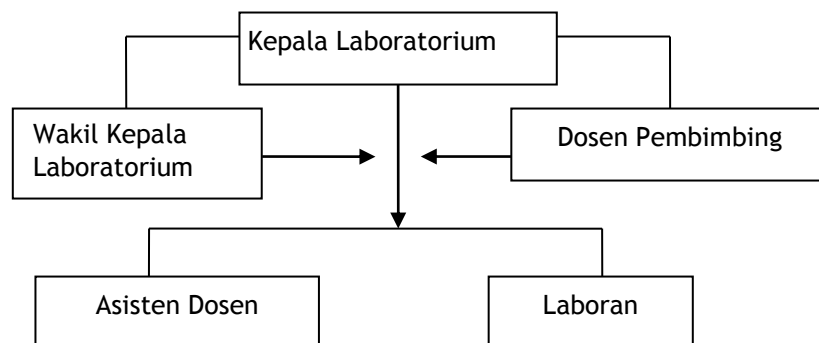 Kepala Laboratorium
Wakil Kepala
Laboratorium
Dosen Pembimbing
Asisten Dosen
Laboran